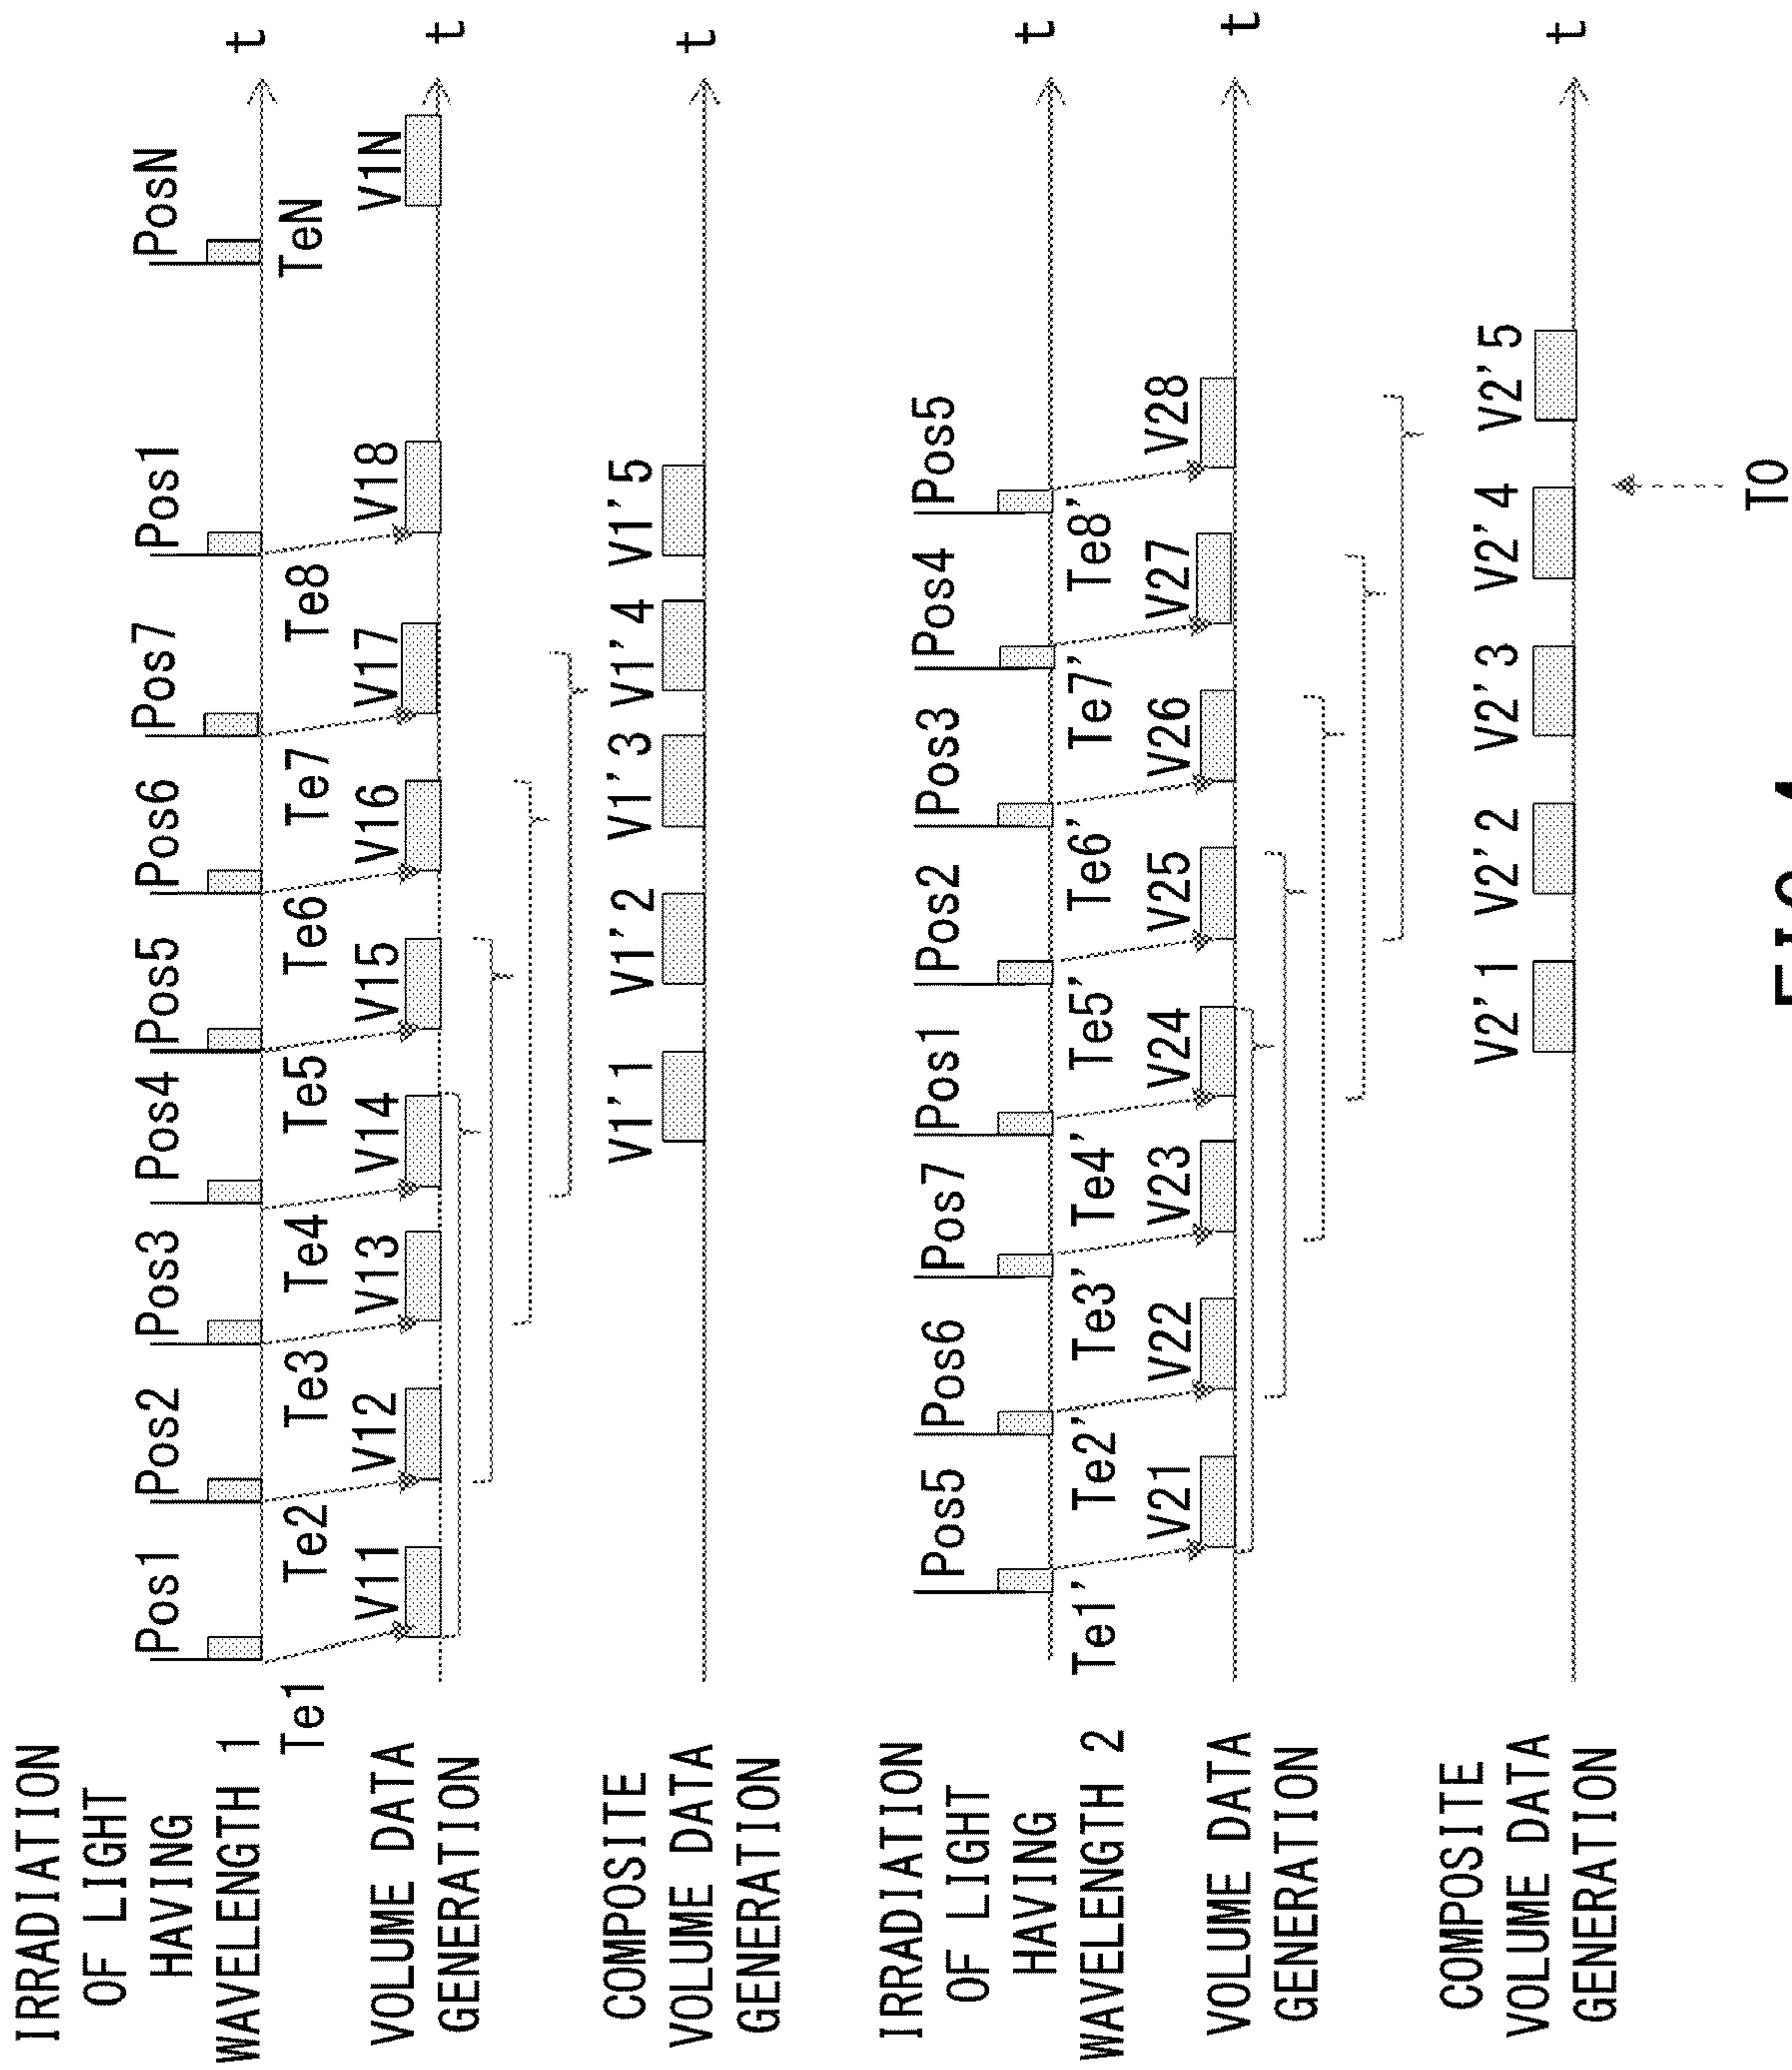 IRRADIATION
OF LIGHT
HAVING
WAVELENGTH 1
Pos1 Pos2 Pos3 Pos4 Pos5 Pos6 Pos7 Pos1 PosN
t
Te1 Te2 Te3 Te4 Te5 Te6 Te7 Te8 TeN
VOLUME DATA
GENERATION
V11 V12 V13 V14 V15 V16 V17 V18 V1N
t
COMPOSITE
VOLUME DATA
GENERATION
V1'1 V1'2 V1'3 V1'4 V1'5
t
IRRADIATION
OF LIGHT
HAVING
WAVELENGTH 2
Pos5 Pos6 Pos7 Pos1 Pos2 Pos3 Pos4 Pos5
t
Te1' Te2' Te3' Te4' Te5' Te6' Te7' Te8'
VOLUME DATA
GENERATION
V21 V22 V23 V24 V25 V26 V27 V28
t
COMPOSITE
VOLUME DATA
GENERATION
V2'1 V2'2 V2'3 V2'4 V2'5
t
T0